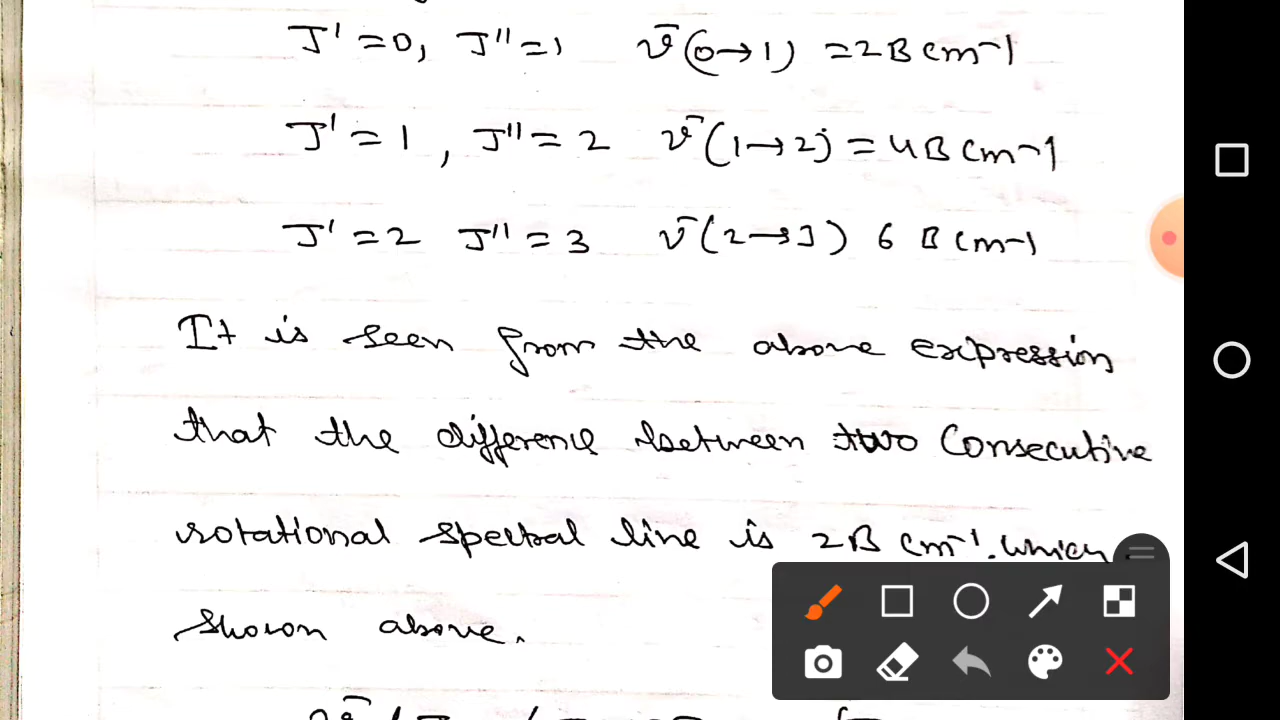 J' = 0, J'' = 1 ν̄(0→1) = 2B cm-1
J' = 1, J'' = 2 ν̄(1→2) = 4B cm-1
J' = 2 J'' = 3 ν̄(2→3) 6 B cm-1
It is seen from the above expression
that the difference between two Consecutive
rotational spectral line is 2B cm-1. which
shown above.